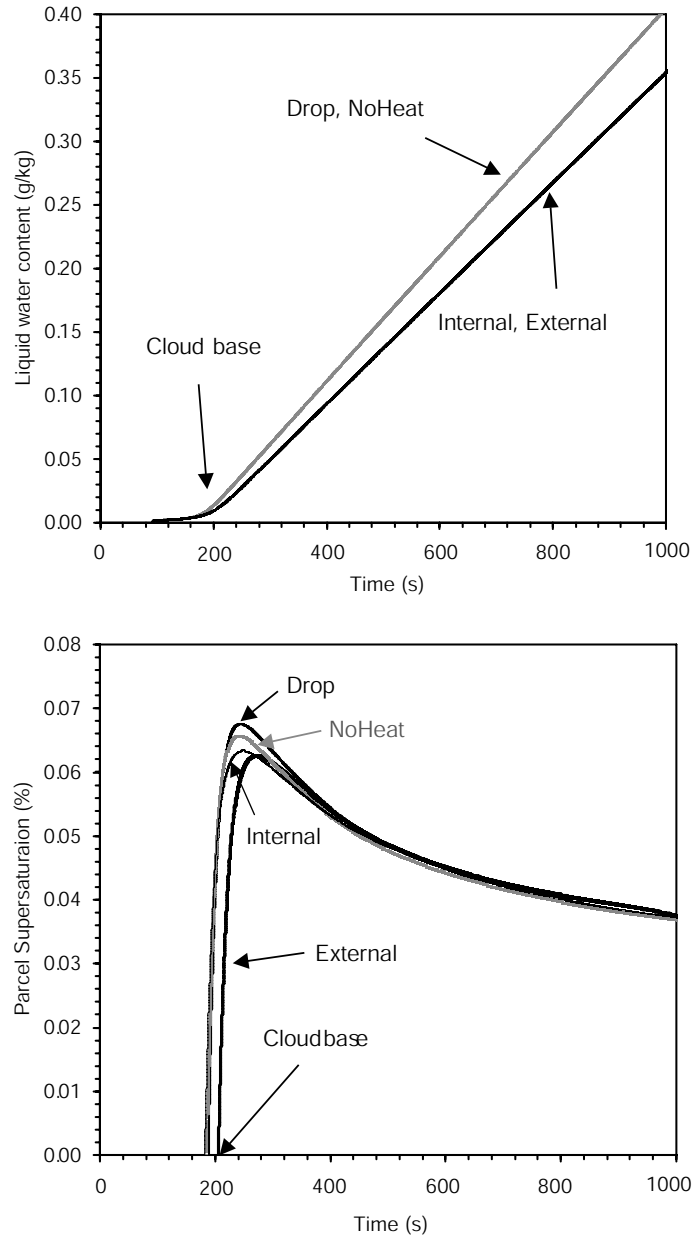 0.40
0.35
0.30
0.25
0.20
0.15
0.10
0.05
0.00
Liquid water content (g/kg)
Drop, NoHeat
Internal, External
Cloud base
0 200 400 600 800 1000
Time (s)
0.08
0.07
0.06
0.05
0.04
0.03
0.02
0.01
0.00
Parcel Supersaturaion (%)
Drop
NoHeat
Internal
External
Cloudbase
0 200 400 600 800 1000
Time (s)